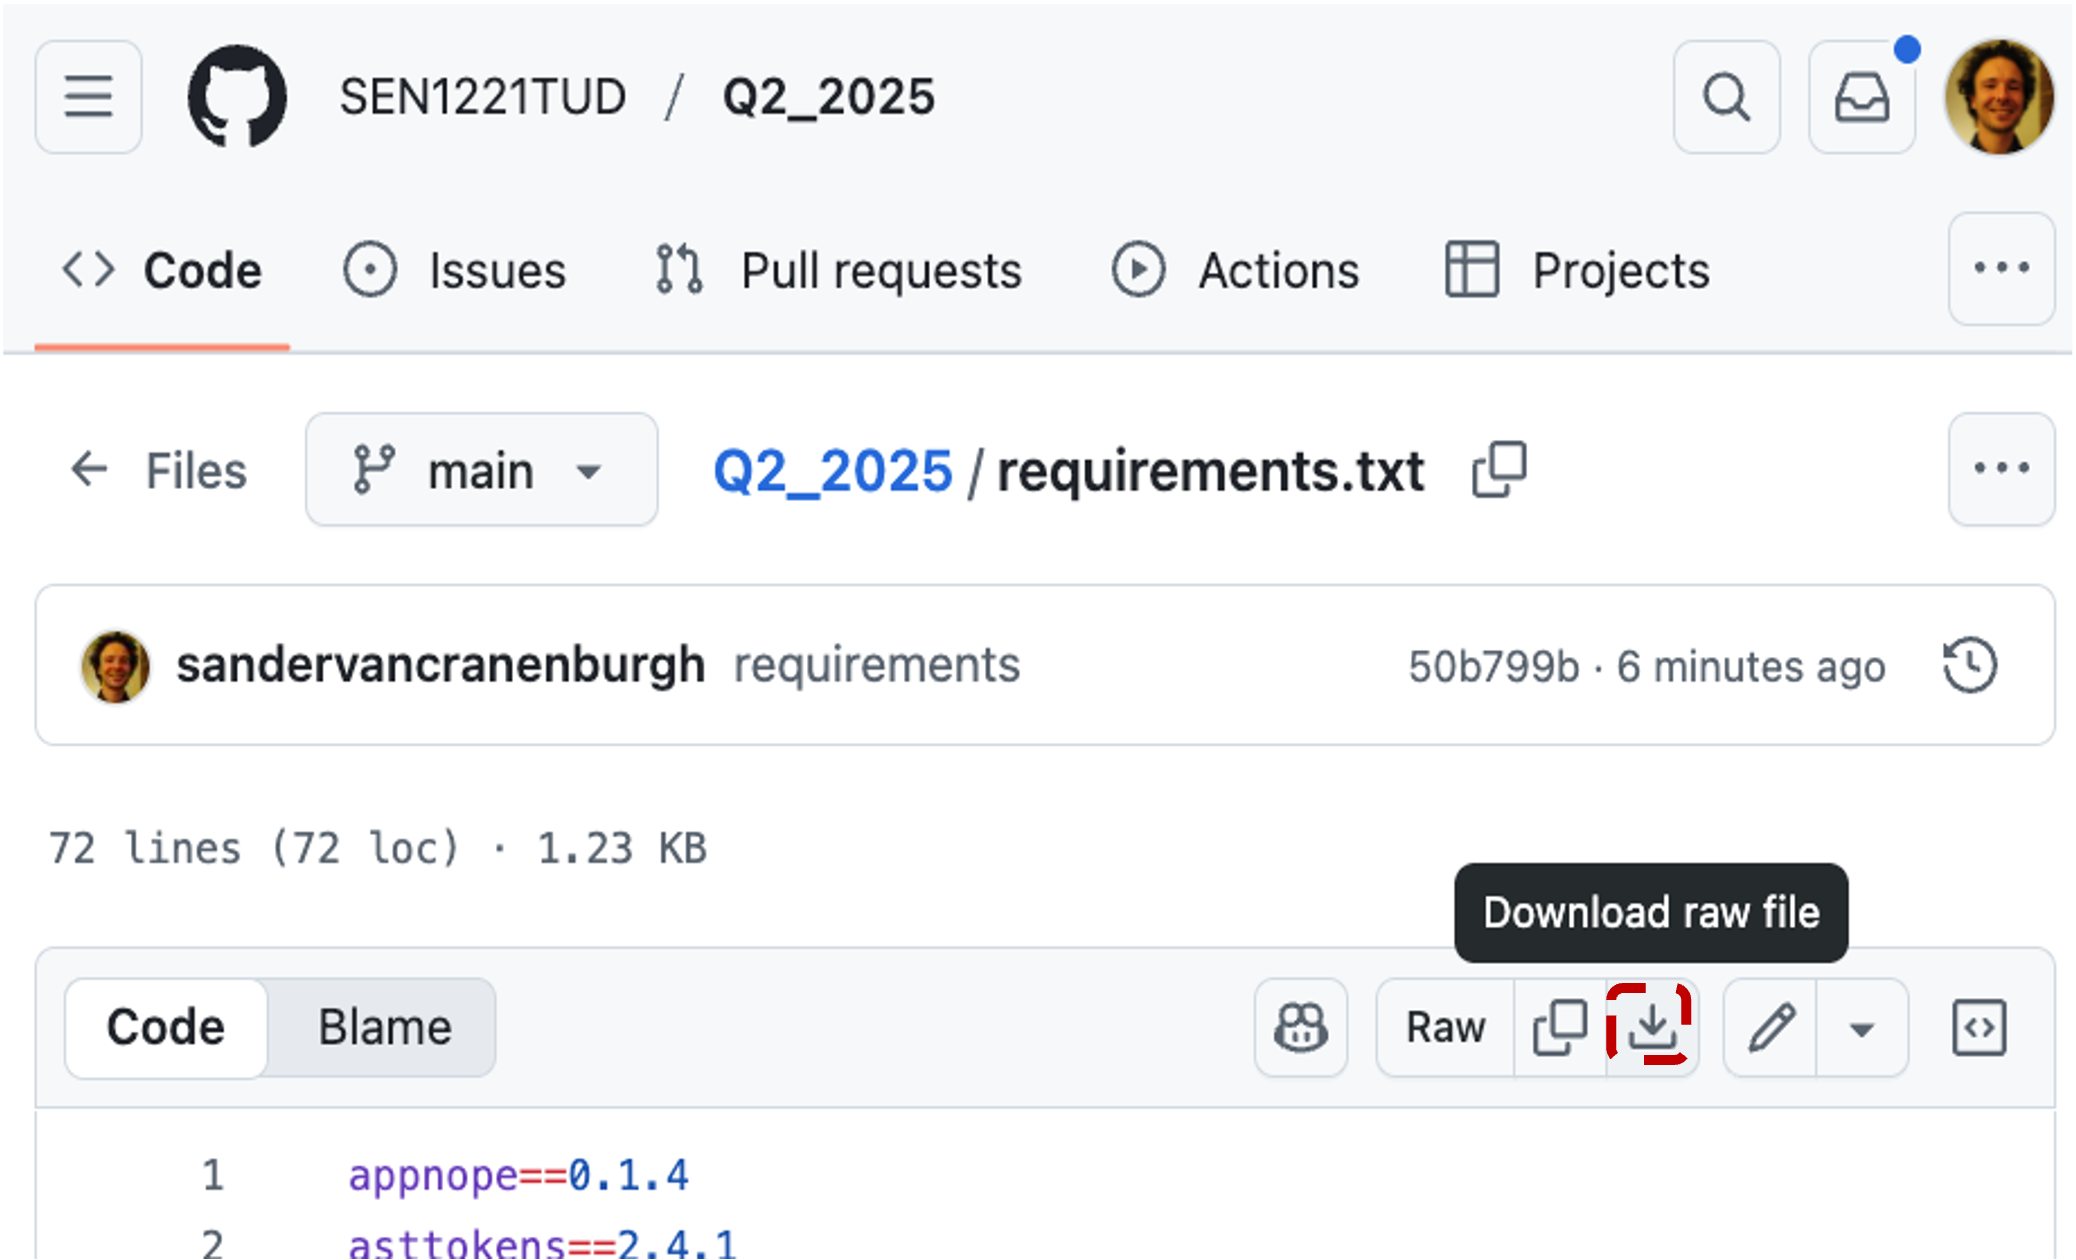 SEN1221TUD / Q2_2025
Code Issues Pull requests Actions Projects
Files main Q2_2025 / requirements.txt
sandervancranenburgh requirements 50b799b · 6 minutes ago
72 lines (72 loc) · 1.23 KB
Download raw file
Code Blame Raw
1 appnope==0.1.4
2 asttokens==2.4.1